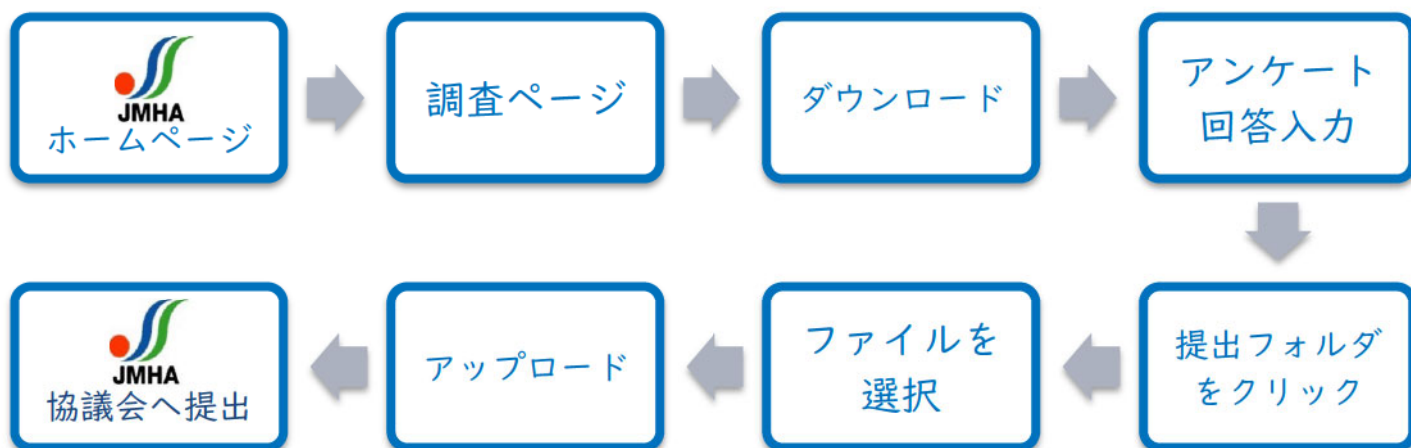 JMHA
ホームページ
調査ページ
ダウンロード
アンケート
回答入力
提出フォルダ
をクリック
ファイルを
選択
アップロード
JMHA
協議会へ提出